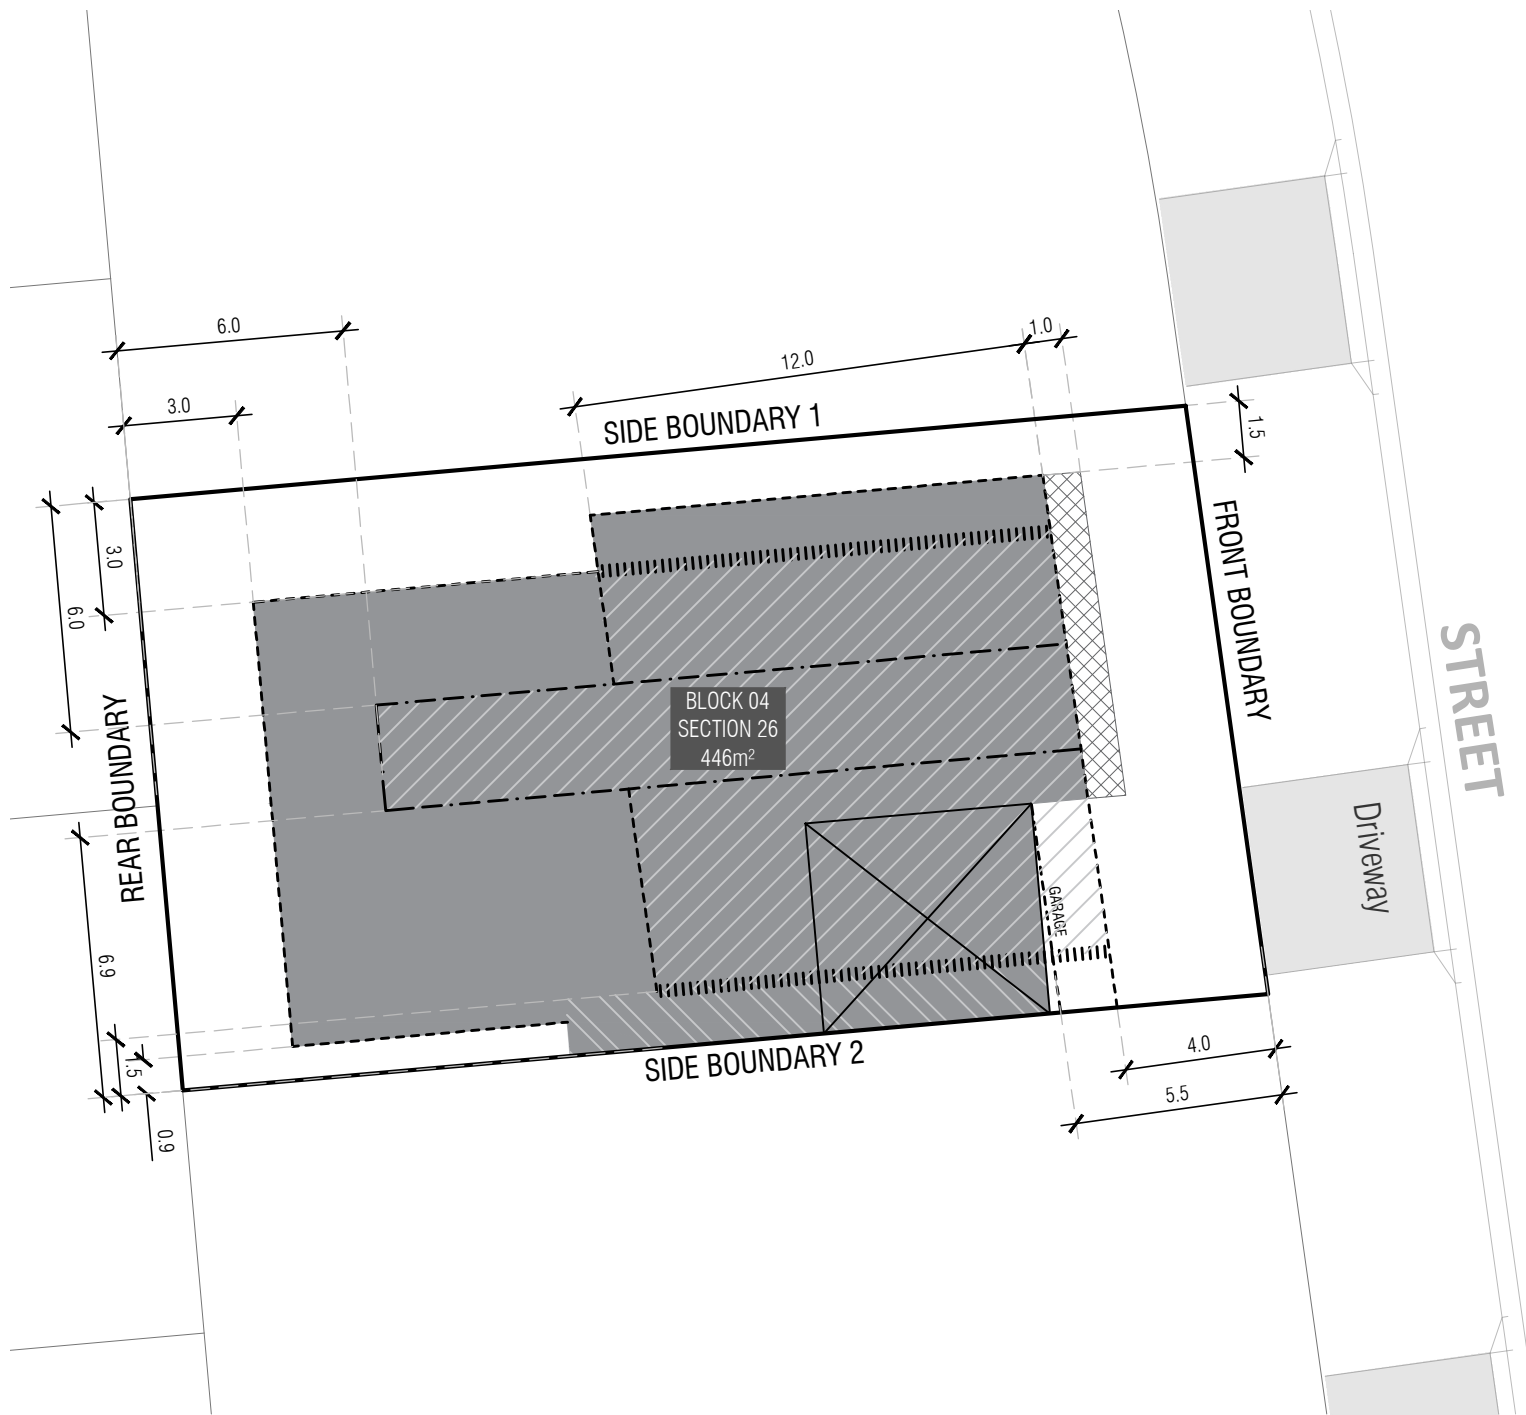 6.0
1.0
12.0
3.0
SIDE BOUNDARY 1
1.5
3.0
6.0
FRONT BOUNDARY
STREET
BLOCK 04
SECTION 26
446m²
REAR BOUNDARY
Driveway
GARAGE
6.9
1.5
SIDE BOUNDARY 2
4.0
5.5
0.9